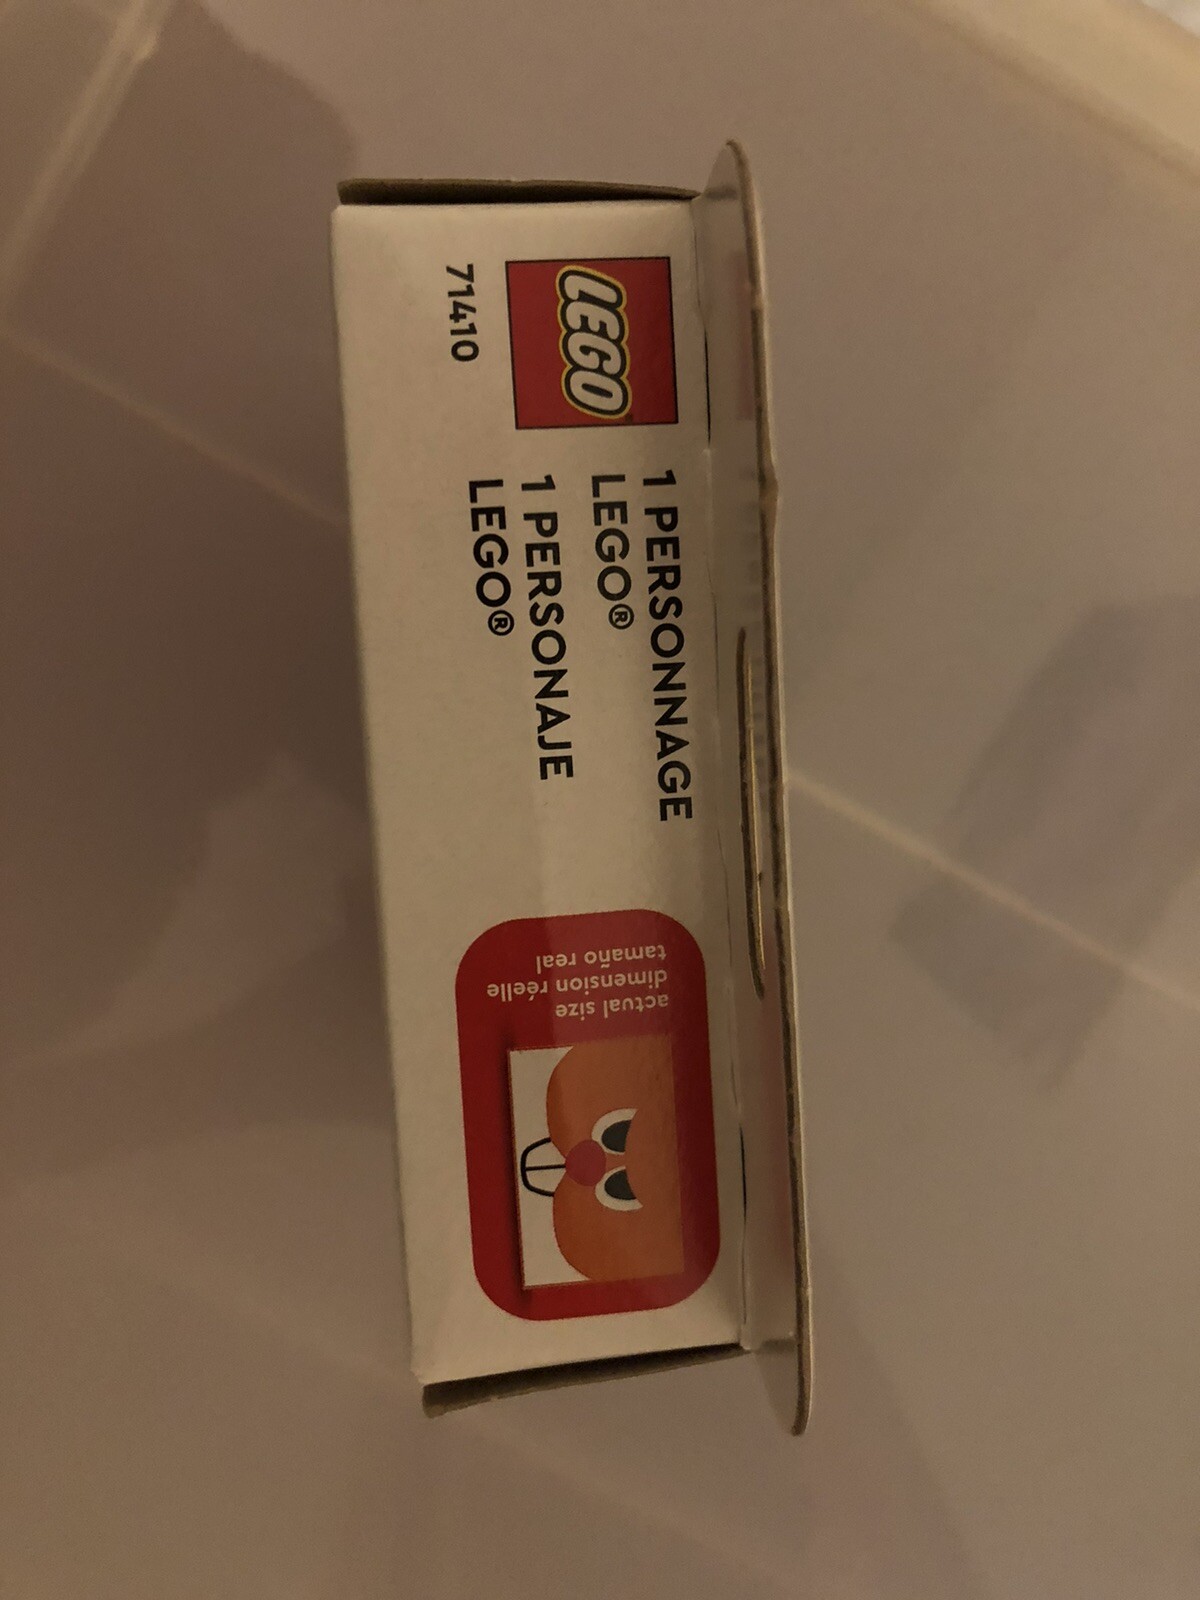 LEGO
71410
1 PERSONNAGE
LEGO®
1 PERSONAJE
LEGO®
actual size
dimension réelle
tamaño real